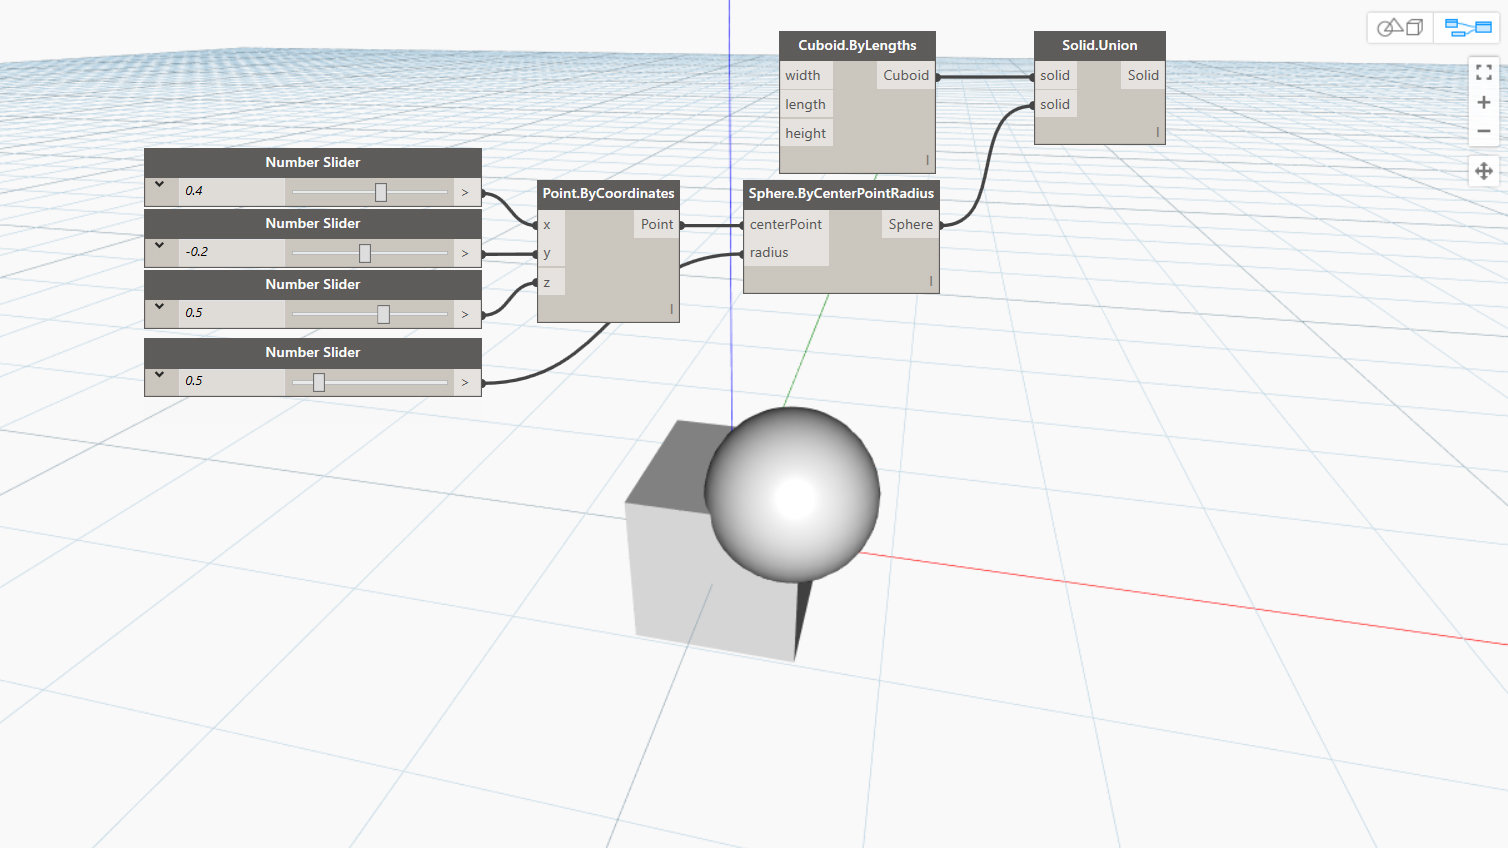 Cuboid.ByLengths
width
Cuboid
length
height
l
Solid.Union
solid
Solid
solid
l
Number Slider
0.4
>
Number Slider
-0.2
>
Number Slider
0.5
>
Number Slider
0.5
>
Point.ByCoordinates
x
Point
y
z
l
Sphere.ByCenterPointRadius
centerPoint
Sphere
radius
l